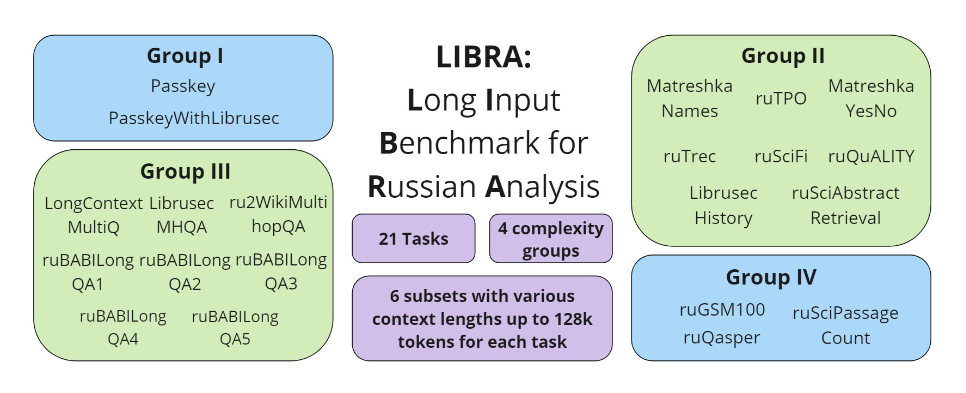 Group I
Passkey
PasskeyWithLibrusec
Group III
LongContext MultiQ
Librusec MHQA
ru2WikiMulti hopQA
ruBABILong QA1
ruBABILong QA2
ruBABILong QA3
ruBABILong QA4
ruBABILong QA5
LIBRA:
Long Input
Benchmark for
Russian Analysis
21 Tasks
4 complexity
groups
6 subsets with various
context lengths up to 128k
tokens for each task
Group II
Matreshka Names
ruTPO
Matreshka YesNo
ruTrec
ruSciFi
ruQuALITY
Librusec History
ruSciAbstract Retrieval
Group IV
ruGSM100
ruQasper
ruSciPassage Count